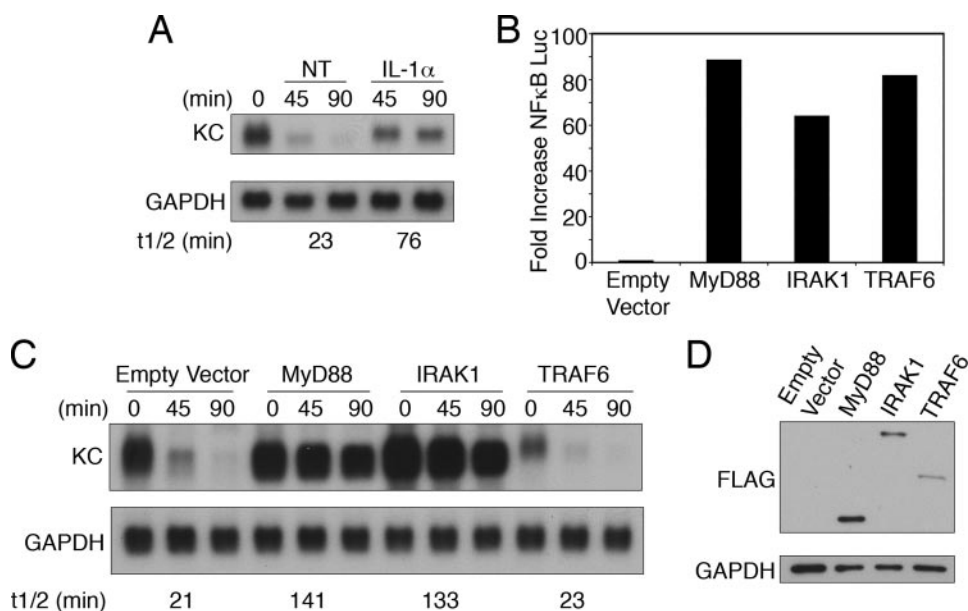 A
NT IL-1α
(min) 0 45 90 45 90
KC
GAPDH
t1/2 (min) 23 76
B
Fold Increase NFκB Luc
100
80
60
40
20
0
Empty Vector
MyD88
IRAK1
TRAF6
C
Empty Vector MyD88 IRAK1 TRAF6
(min) 0 45 90 0 45 90 0 45 90 0 45 90
KC
GAPDH
t1/2 (min) 21 141 133 23
D
Empty Vector
MyD88
IRAK1
TRAF6
FLAG
GAPDH